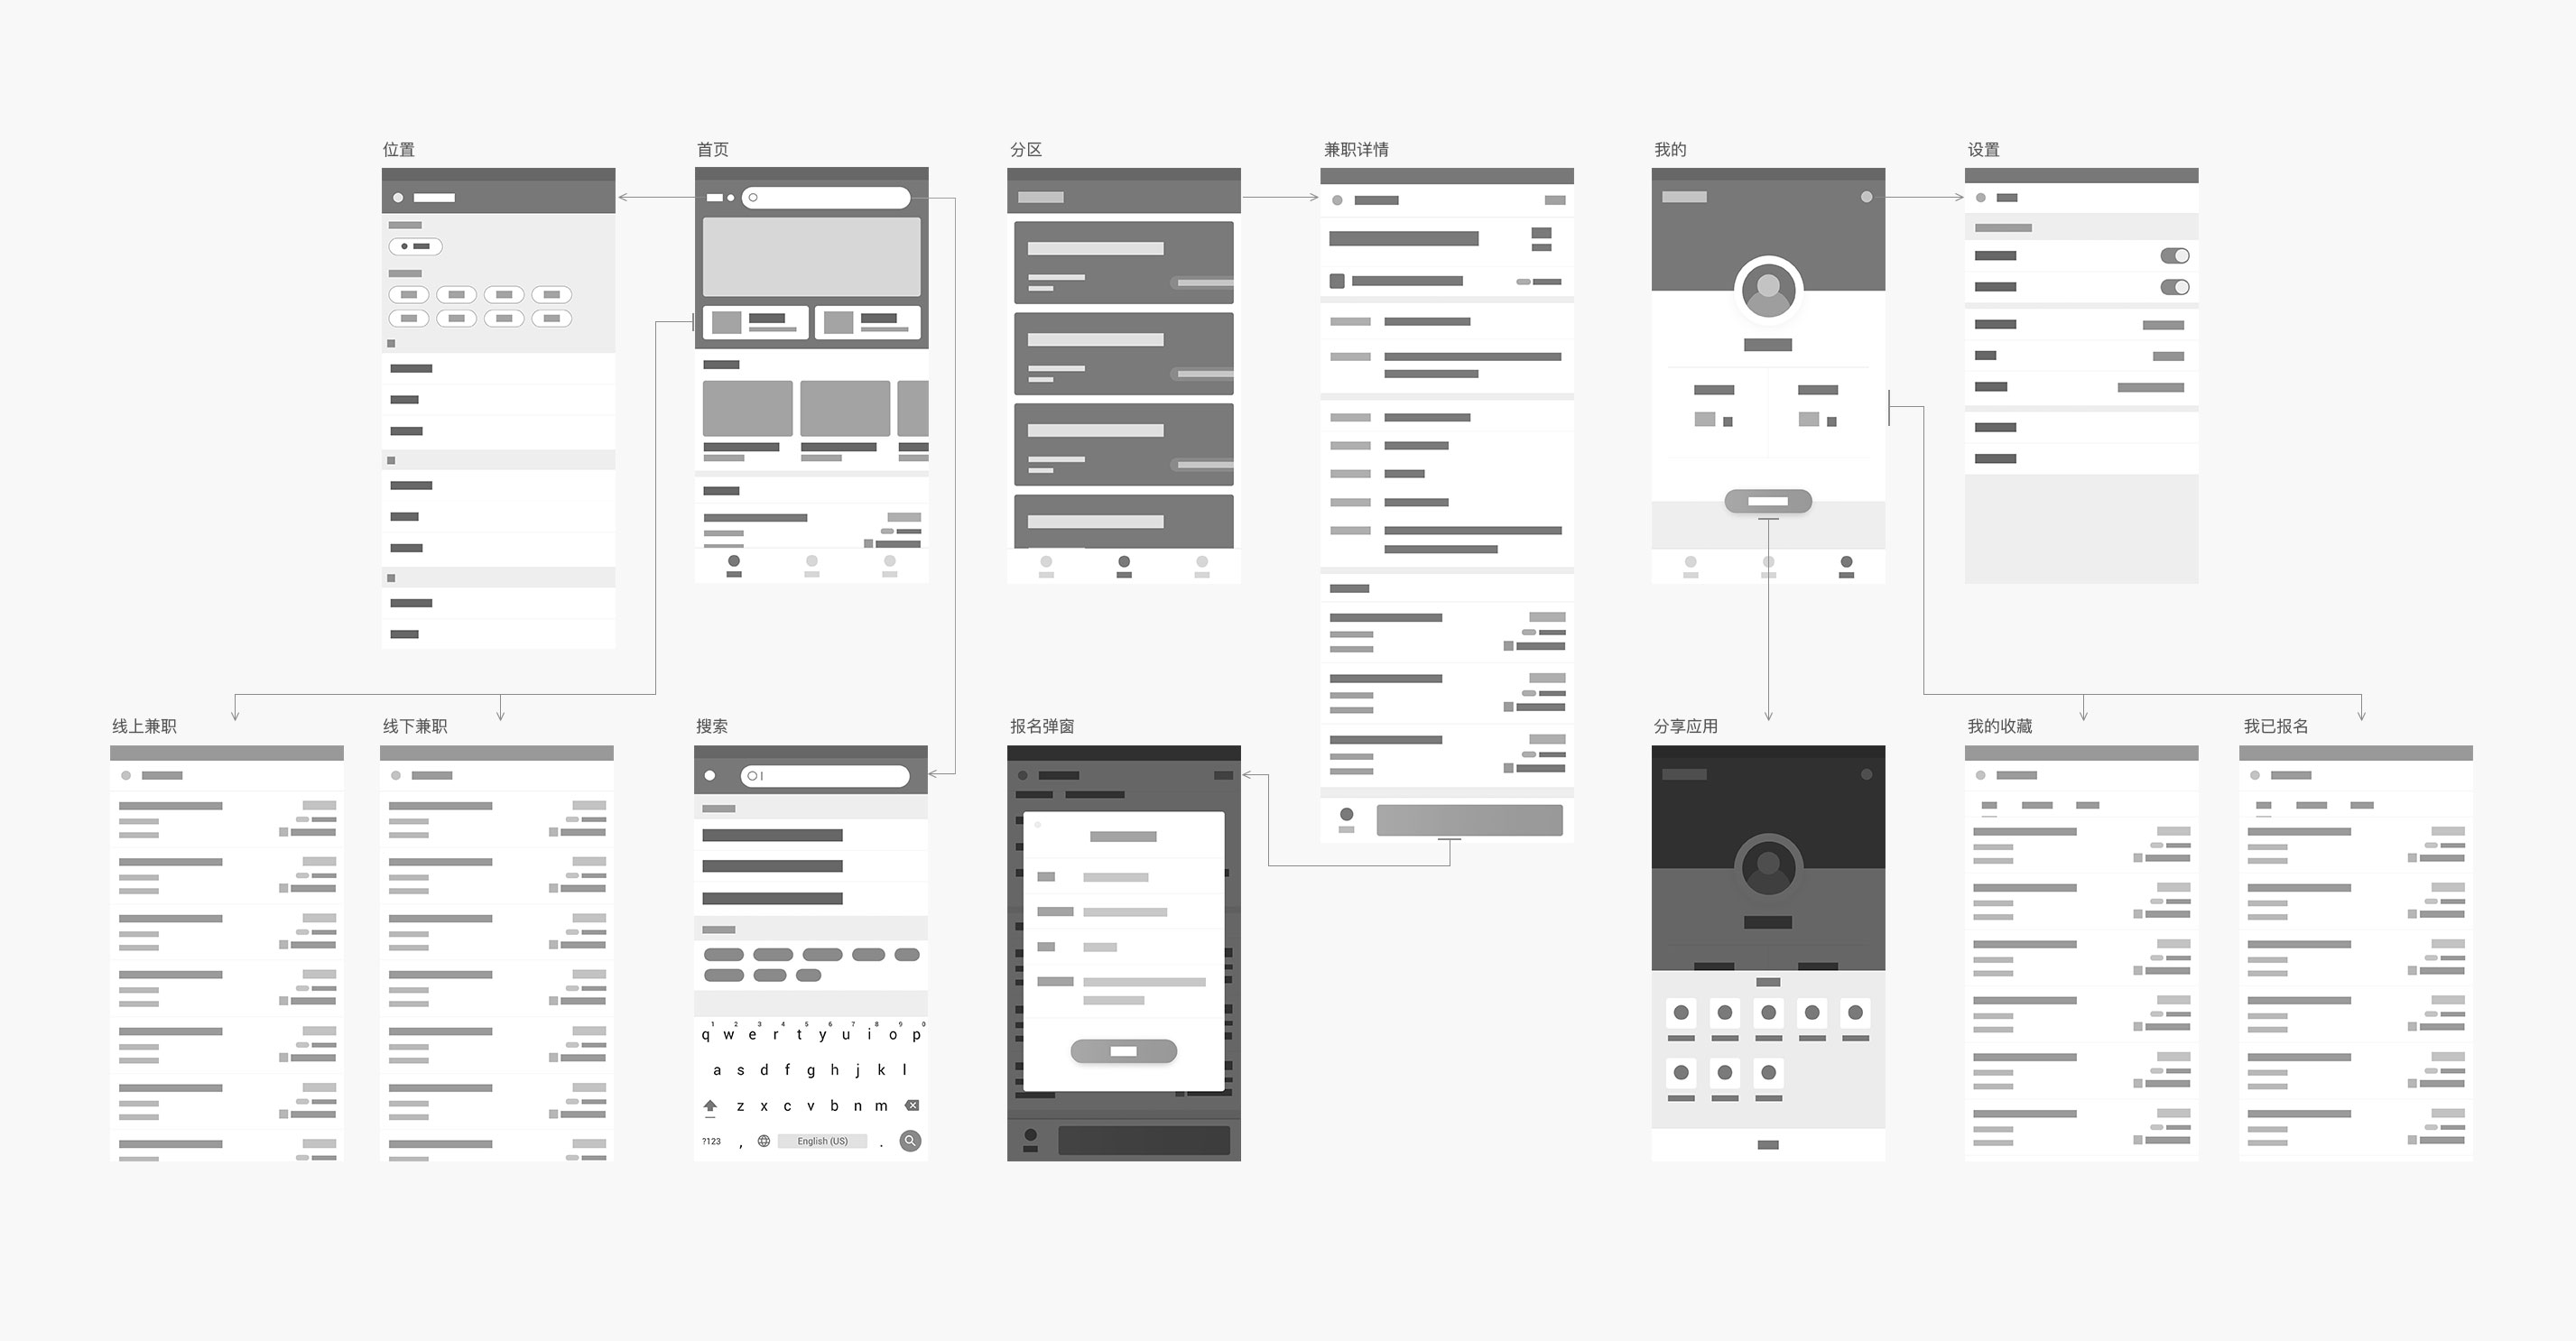 位置
首页
分区
兼职详情
我的
设置
线上兼职
线下兼职
搜索
报名弹窗
分享应用
我的收藏
我已报名
1 2 3 4 5 6 7 8 9 0
q w e r t y u i o p
a s d f g h j k l
z x c v b n m
?123 , English (US) .